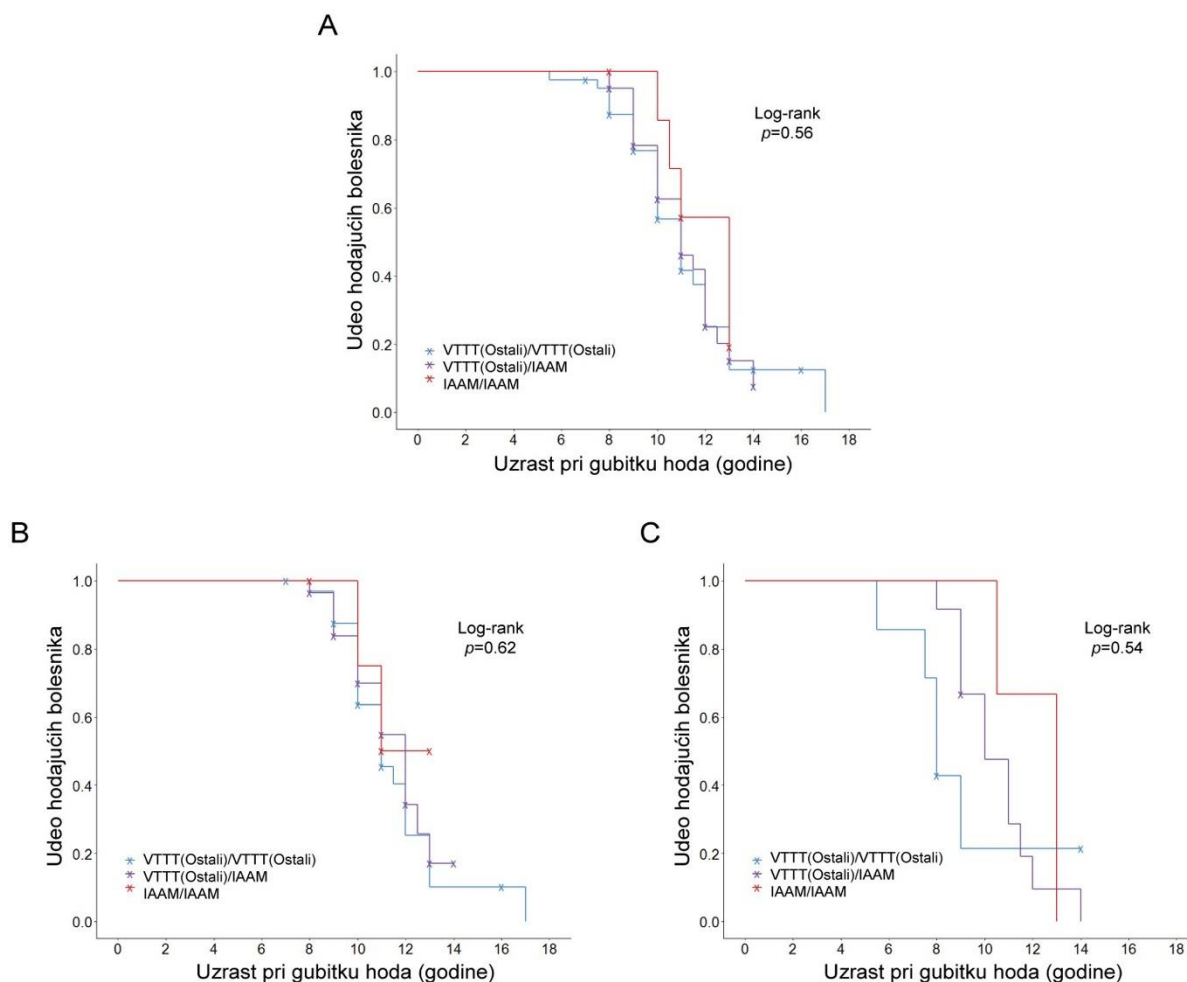 A
Udeo hodajućih bolesnika
1.0
0.8
0.6
0.4
0.2
0.0
Log-rank
p=0.56
VTTT(Ostali)/VTTT(Ostali)
VTTT(Ostali)/IAAM
IAAM/IAAM
0 2 4 6 8 10 12 14 16 18
Uzrast pri gubitku hoda (godine)
B
Udeo hodajućih bolesnika
1.0
0.8
0.6
0.4
0.2
0.0
Log-rank
p=0.62
VTTT(Ostali)/VTTT(Ostali)
VTTT(Ostali)/IAAM
IAAM/IAAM
0 2 4 6 8 10 12 14 16 18
Uzrast pri gubitku hoda (godine)
C
Udeo hodajućih bolesnika
1.0
0.8
0.6
0.4
0.2
0.0
Log-rank
p=0.54
VTTT(Ostali)/VTTT(Ostali)
VTTT(Ostali)/IAAM
IAAM/IAAM
0 2 4 6 8 10 12 14 16 18
Uzrast pri gubitku hoda (godine)